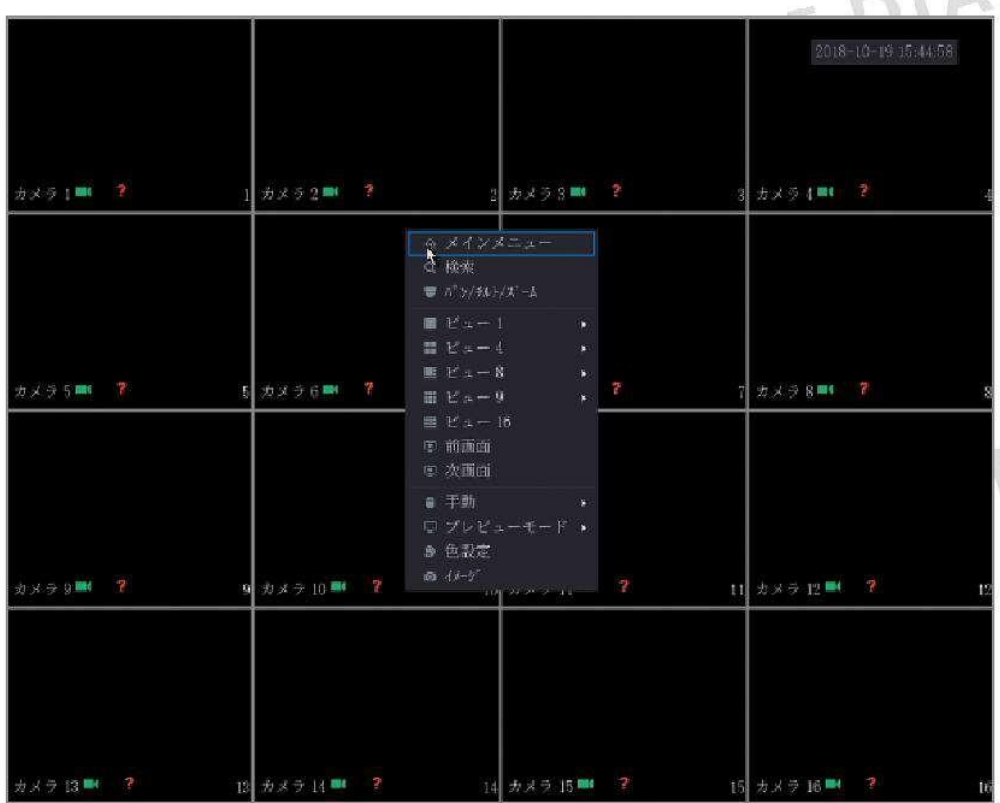 2018-10-19 15:44:58
カメラ 1 ? 1 カメラ 2 ? 2 カメラ 3 ? 3 カメラ 4 ? 4
メインメニュー
検索
ﾊﾟﾝ/ﾁﾙﾄ/ｽﾞｰﾑ
ビュー 1
ビュー 4
ビュー 8
ビュー 9
ビュー 16
前画面
次画面
手動
プレビューモード
色設定
ｲﾒｰｼﾞ
カメラ 5 ? 5 カメラ 6 ? ? 7 カメラ 8 ? 8
カメラ 9 ? 9 カメラ 10 ? 10 カメラ 11 ? 11 カメラ 12 ? 12
カメラ 13 ? 13 カメラ 14 ? 14 カメラ 15 ? 15 カメラ 16 ? 16